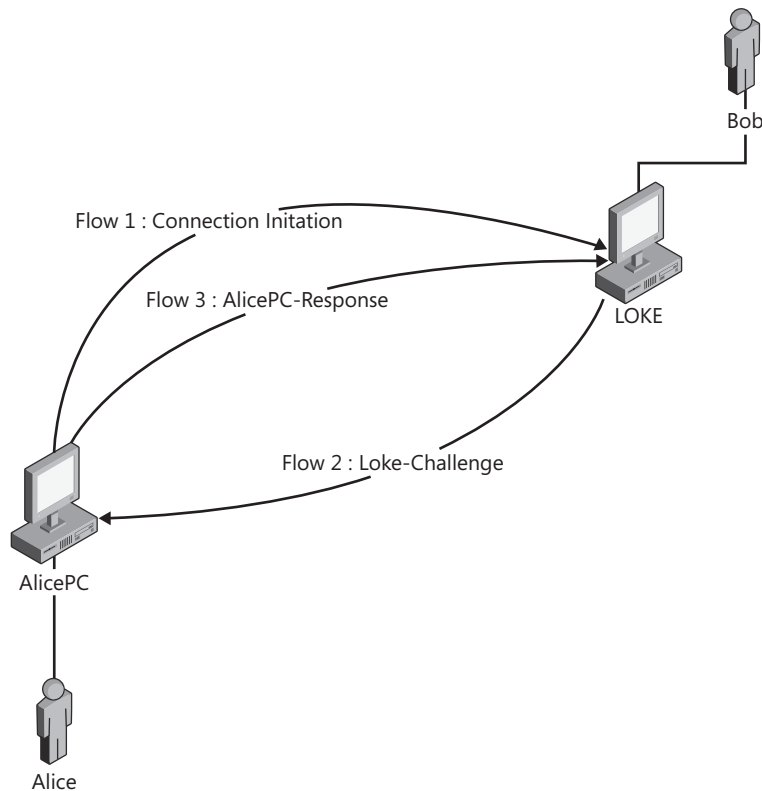 Bob
Flow 1 : Connection Initation
Flow 3 : AlicePC-Response
LOKE
Flow 2 : Loke-Challenge
AlicePC
Alice